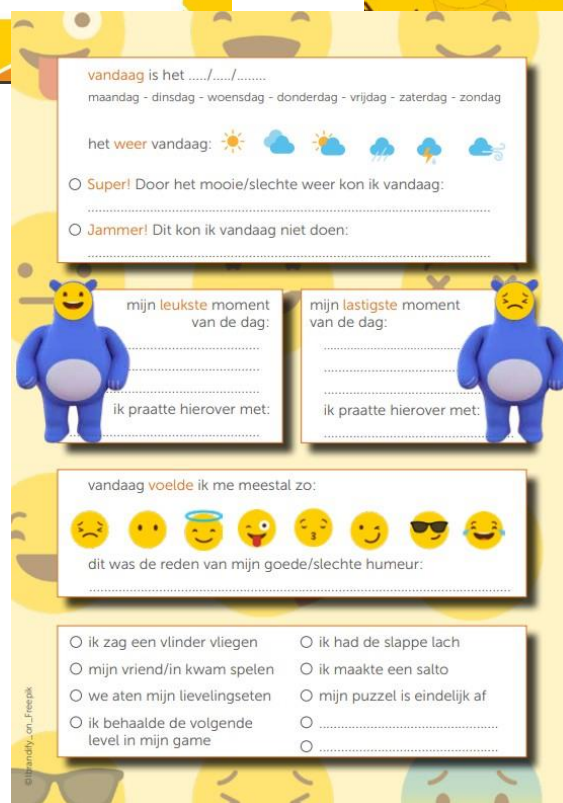 vandaag is het ...../...../........
maandag - dinsdag - woensdag - donderdag - vrijdag - zaterdag - zondag
het weer vandaag:
Super! Door het mooie/slechte weer kon ik vandaag:
Jammer! Dit kon ik vandaag niet doen:
mijn leukste moment
van de dag:
ik praatte hierover met:
mijn lastigste moment
van de dag:
ik praatte hierover met:
vandaag voelde ik me meestal zo:
dit was de reden van mijn goede/slechte humeur:
ik zag een vlinder vliegen
mijn vriend/in kwam spelen
we aten mijn lievelingseten
ik behaalde de volgende
level in mijn game
ik had de slappe lach
ik maakte een salto
mijn puzzel is eindelijk af